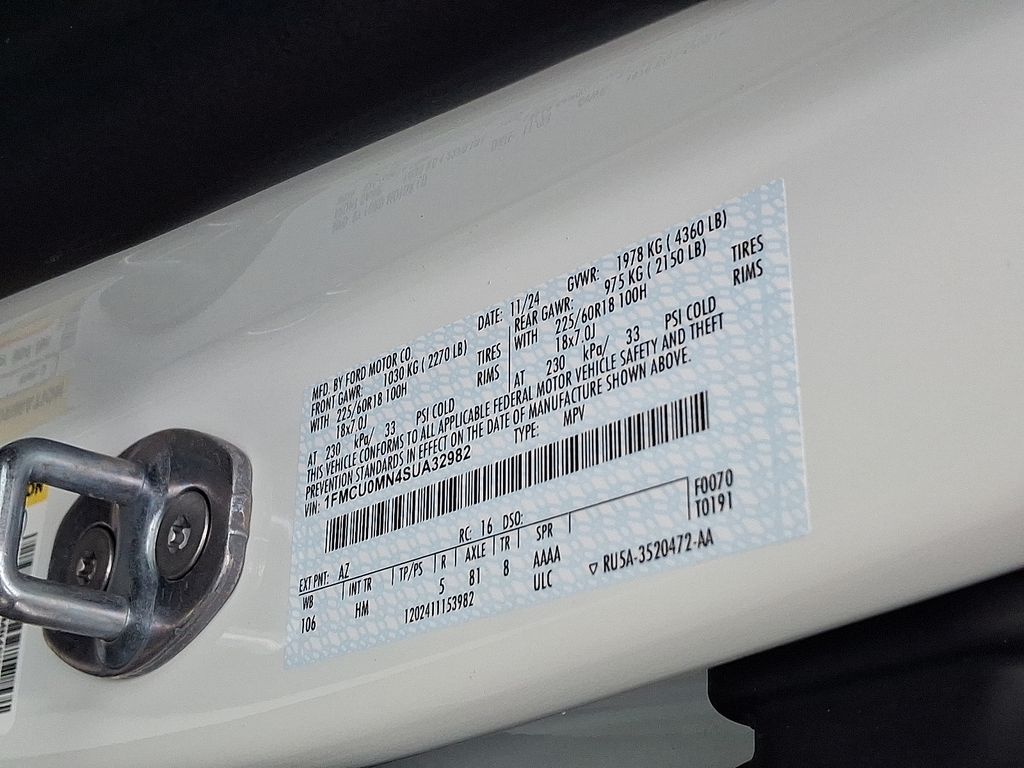 MFD. BY FORD MOTOR CO.
DATE: 11/24 GVWR: 1978 KG ( 4360 LB)
FRONT GAWR: 1030 KG ( 2270 LB)
WITH 225/60R18 100H TIRES
18x7.0J RIMS
AT 230 kPa/ 33 PSI COLD
REAR GAWR: 975 KG ( 2150 LB)
WITH 225/60R18 100H TIRES
18x7.0J RIMS
AT 230 kPa/ 33 PSI COLD
THIS VEHICLE CONFORMS TO ALL APPLICABLE FEDERAL MOTOR VEHICLE SAFETY AND THEFT
PREVENTION STANDARDS IN EFFECT ON THE DATE OF MANUFACTURE SHOWN ABOVE.
VIN: 1FMCU0MN4SUA32982 TYPE: MPV
EXT PNT: AZ RC: 16 DSO: F0070
T0191
WB INT TR TP/PS R AXLE TR SPR
106 HM 5 81 8 AAAA
ULC
1202411153982
▽ RU5A-3520472-AA